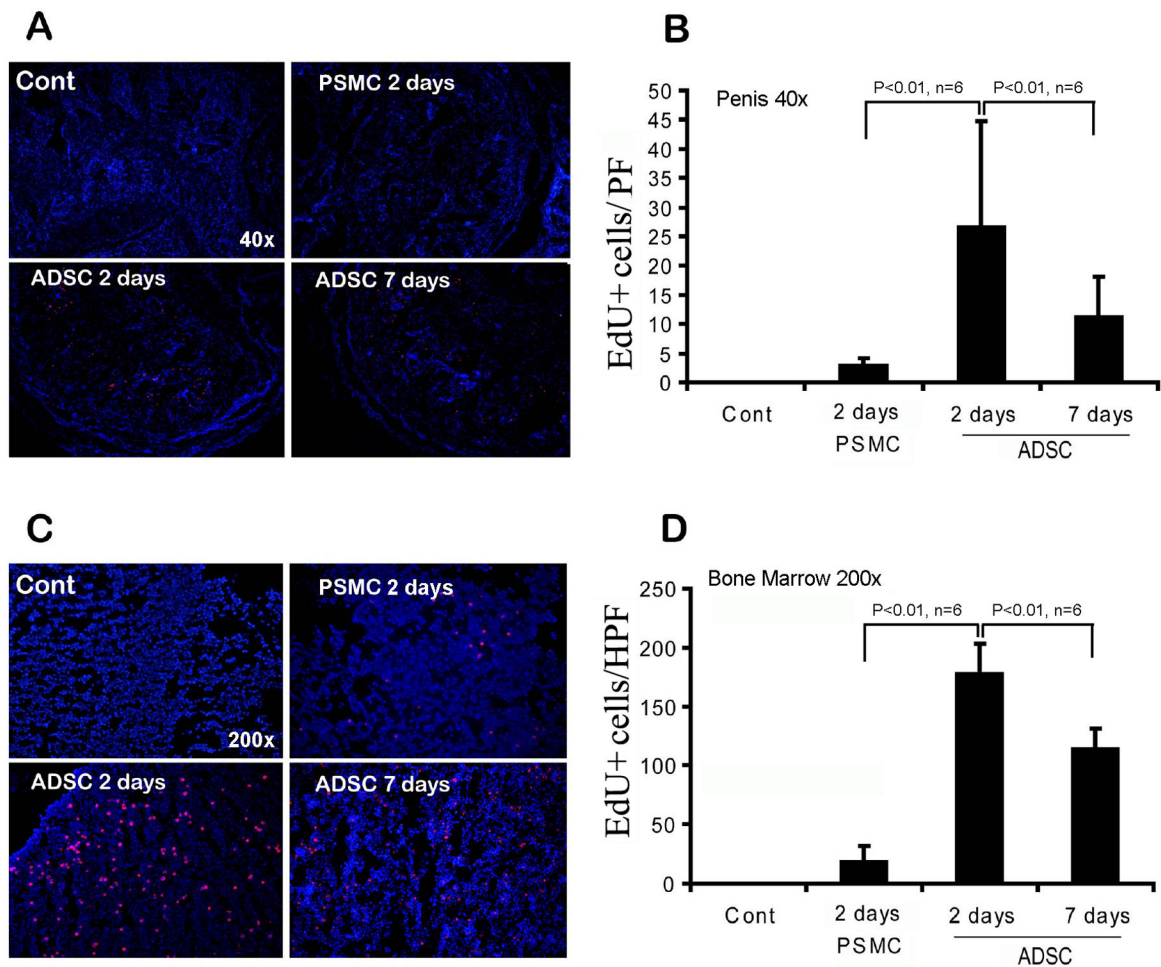 A
Cont
40x
PSMC 2 days
ADSC 2 days
ADSC 7 days
B
Penis 40x
P<0.01, n=6
P<0.01, n=6
EdU+ cells/ PF
50
45
40
35
30
25
20
15
10
5
0
Cont
2 days
PSMC
2 days
7 days
ADSC
C
Cont
200x
PSMC 2 days
ADSC 2 days
ADSC 7 days
D
Bone Marrow 200x
P<0.01, n=6
P<0.01, n=6
EdU+ cells/HPF
250
200
150
100
50
0
Cont
2 days
PSMC
2 days
7 days
ADSC